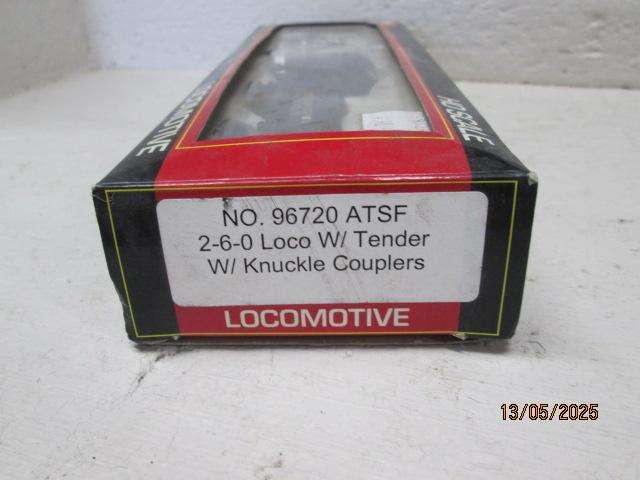 LOCOMOTIVE
HO SCALE
NO. 96720 ATSF
2-6-0 Loco W/ Tender
W/ Knuckle Couplers
LOCOMOTIVE
13/05/2025